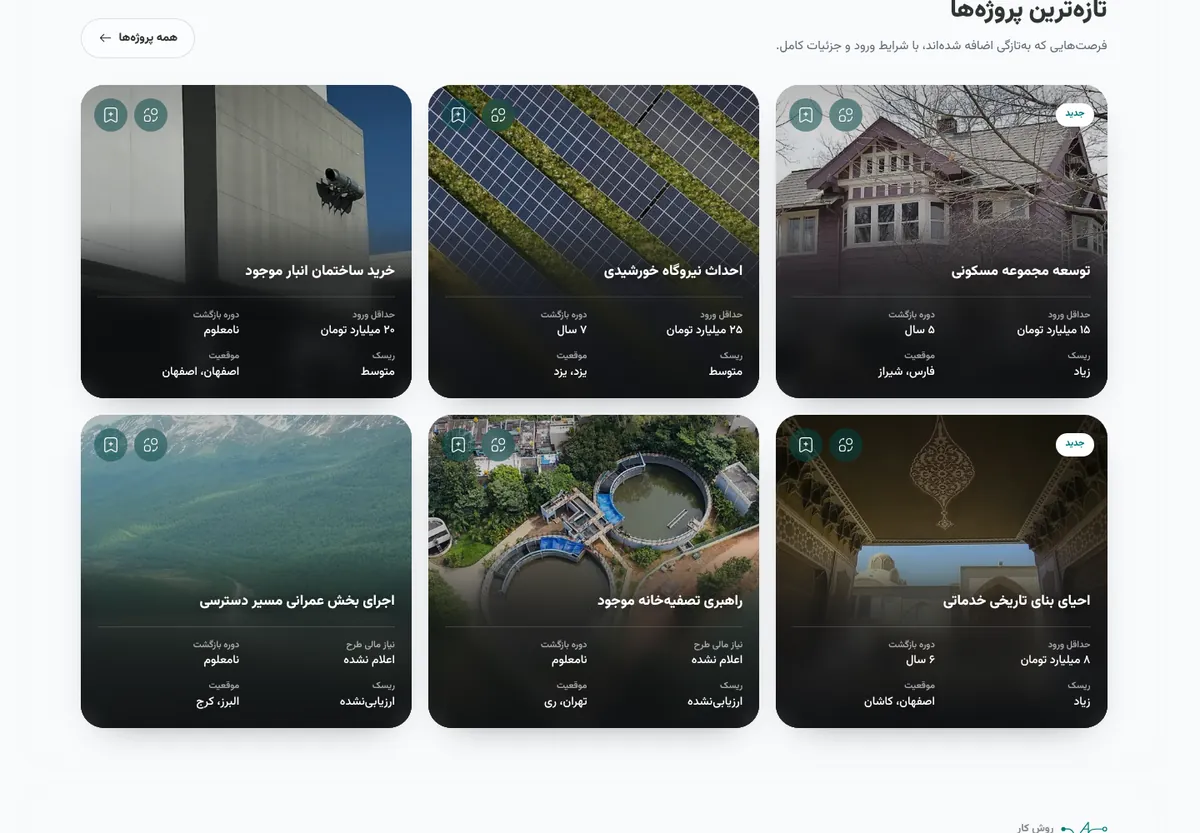 تازه‌ترین پروژه‌ها
فرصت‌هایی که به‌تازگی اضافه شده‌اند، با شرایط ورود و جزئیات کامل.
همه پروژه‌ها
جدید
توسعه مجموعه مسکونی
حداقل ورود
۱۵ میلیارد تومان
دوره بازگشت
۵ سال
ریسک
زیاد
موقعیت
فارس، شیراز
احداث نیروگاه خورشیدی
حداقل ورود
۲۵ میلیارد تومان
دوره بازگشت
۷ سال
ریسک
متوسط
موقعیت
یزد، یزد
خرید ساختمان انبار موجود
حداقل ورود
۲۰ میلیارد تومان
دوره بازگشت
نامعلوم
ریسک
متوسط
موقعیت
اصفهان، اصفهان
جدید
احیای بنای تاریخی خدماتی
حداقل ورود
۸ میلیارد تومان
دوره بازگشت
۶ سال
ریسک
زیاد
موقعیت
اصفهان، کاشان
راهبری تصفیه‌خانه موجود
نیاز مالی طرح
اعلام نشده
دوره بازگشت
نامعلوم
ریسک
ارزیابی‌نشده
موقعیت
تهران، ری
اجرای بخش عمرانی مسیر دسترسی
نیاز مالی طرح
اعلام نشده
دوره بازگشت
نامعلوم
ریسک
ارزیابی‌نشده
موقعیت
البرز، کرج
روش کار